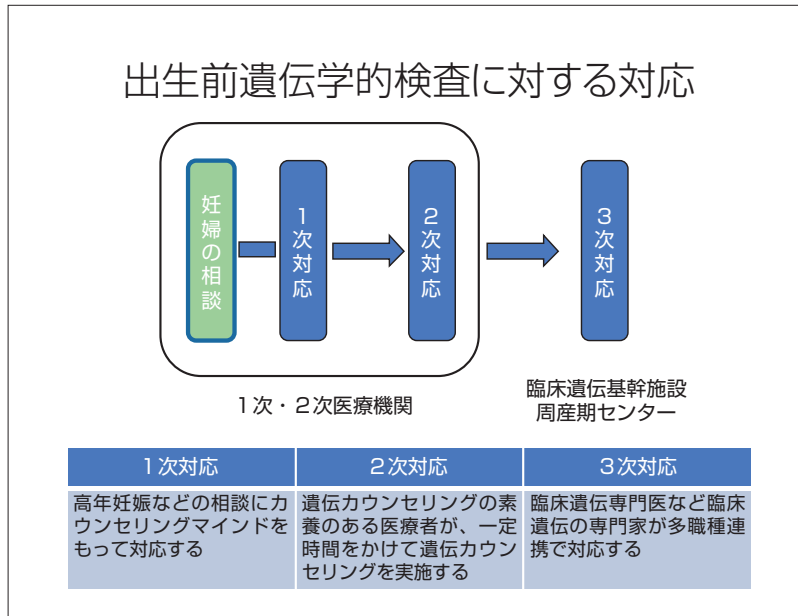 出生前遺伝学的検査に対する対応
妊婦の相談
1次対応
2次対応
3次対応
1次・2次医療機関
臨床遺伝基幹施設
周産期センター
1次対応
2次対応
3次対応
高年妊娠などの相談にカ
ウンセリングマインドを
もって対応する
遺伝カウンセリングの素
養のある医療者が、一定
時間をかけて遺伝カウン
セリングを実施する
臨床遺伝専門医など臨床
遺伝の専門家が多職種連
携で対応する